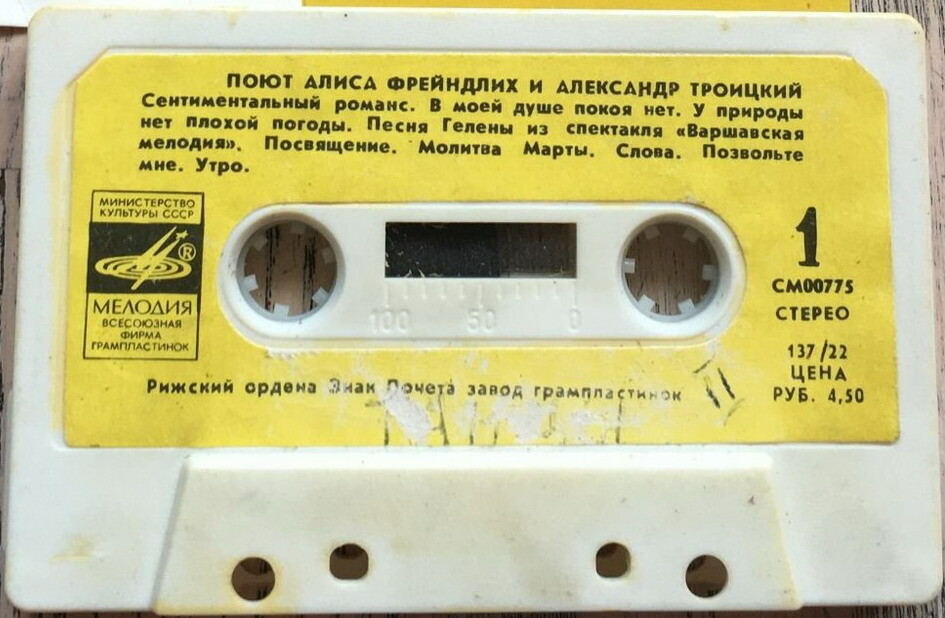 ПОЮТ АЛИСА ФРЕЙНДЛИХ И АЛЕКСАНДР ТРОИЦКИЙ
Сентиментальный романс. В моей душе покоя нет. У природы
нет плохой погоды. Песня Гелены из спектакля «Варшавская
мелодия». Посвящение. Молитва Марты. Слова. Позвольте
мне. Утро.
МИНИСТЕРСТВО
КУЛЬТУРЫ СССР
®
МЕЛОДИЯ
ВСЕСОЮЗНАЯ
ФИРМА
ГРАМПЛАСТИНОК
100 50 0
1
СМ00775
СТЕРЕО
137/22
ЦЕНА
РУБ. 4,50
Рижский ордена Знак Почета завод грампластинок